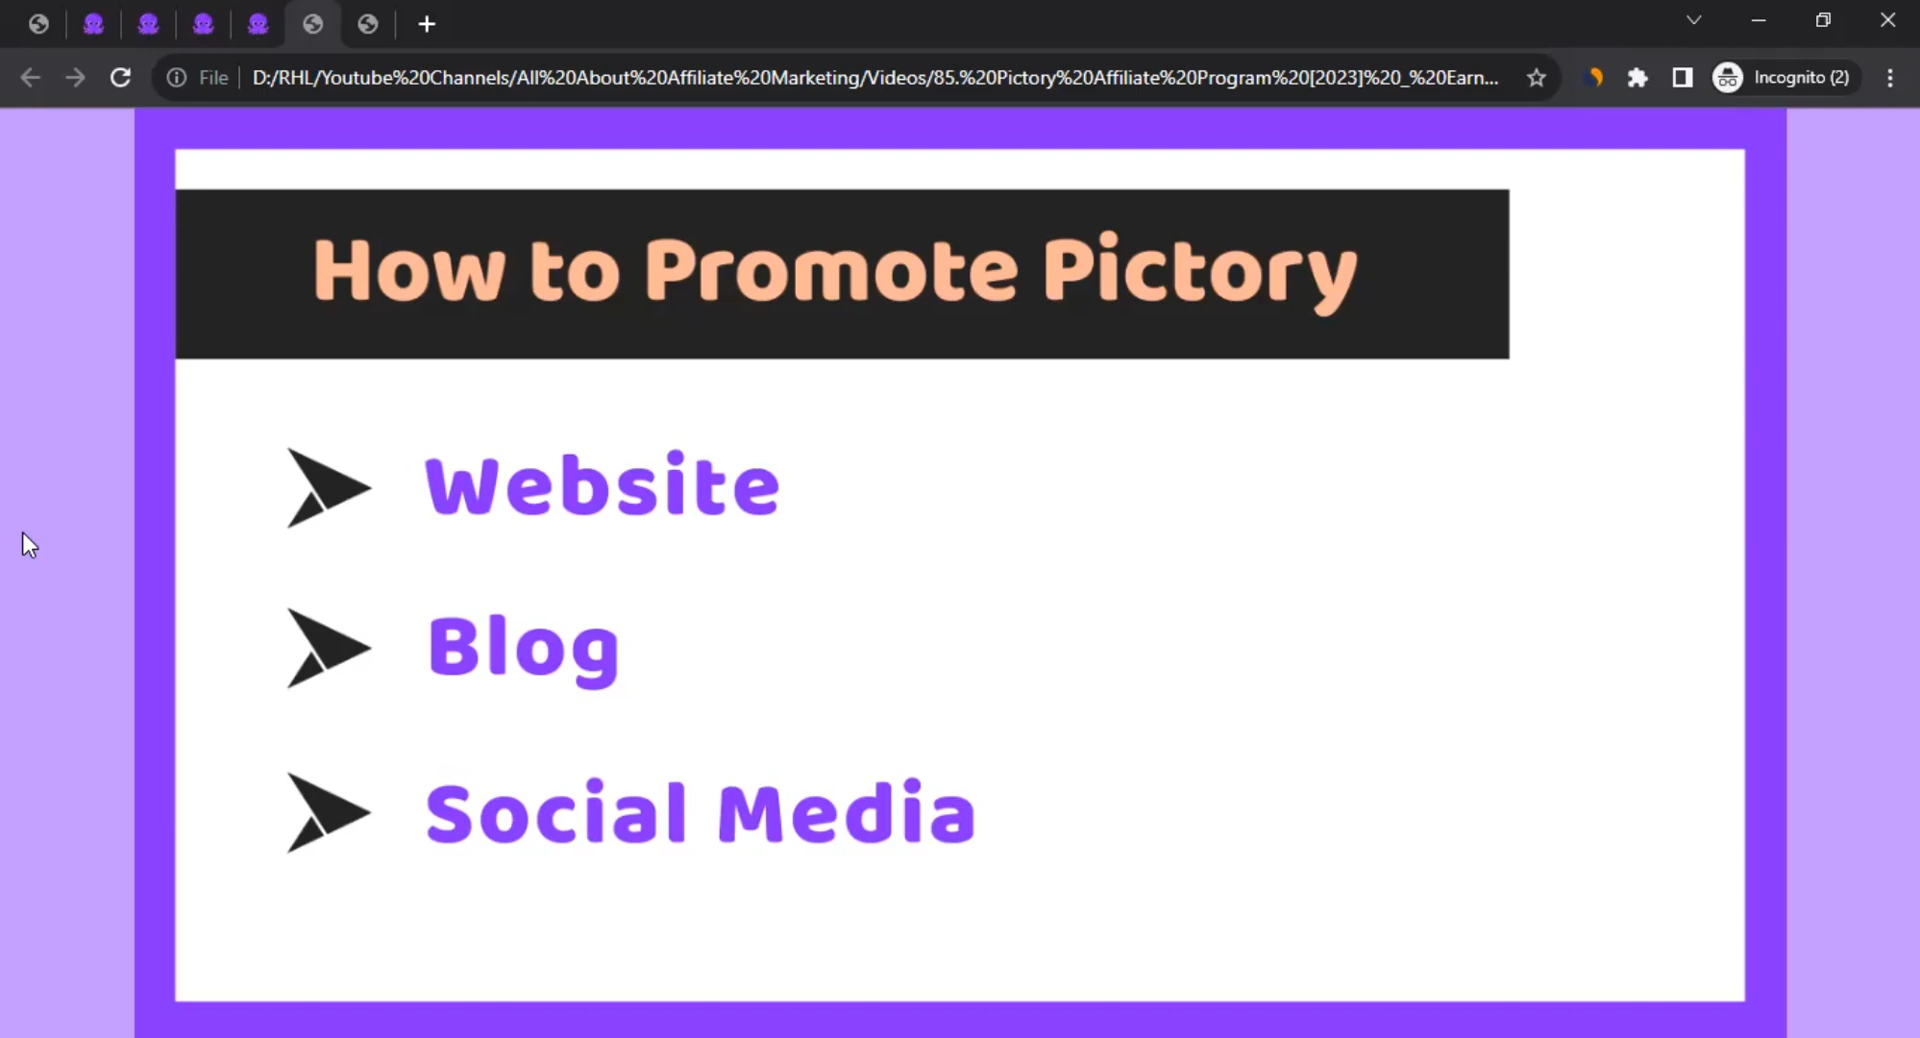 File
D:/RHL/Youtube%20Channels/All%20About%20Affiliate%20Marketing/Videos/85.%20Pictory%20Affiliate%20Program%20[2023]%20_%20Earn...
Incognito (2)
How to Promote Pictory
Website
Blog
Social Media